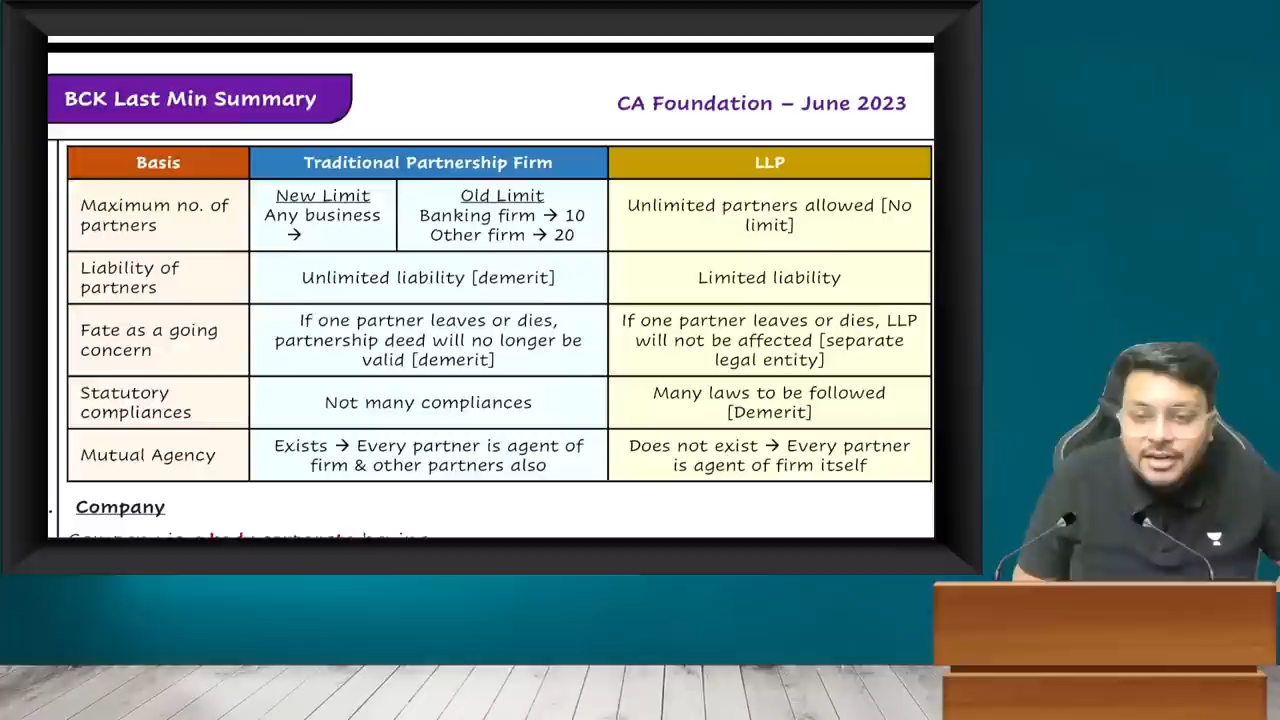 BCK Last Min Summary
CA Foundation – June 2023
Basis
Traditional Partnership Firm
LLP
Maximum no. of
partners
New Limit
Any business
→
Old Limit
Banking firm → 10
Other firm → 20
Unlimited partners allowed [No
limit]
Liability of
partners
Unlimited liability [demerit]
Limited liability
Fate as a going
concern
If one partner leaves or dies,
partnership deed will no longer be
valid [demerit]
If one partner leaves or dies, LLP
will not be affected [separate
legal entity]
Statutory
compliances
Not many compliances
Many laws to be followed
[Demerit]
Mutual Agency
Exists → Every partner is agent of
firm & other partners also
Does not exist → Every partner
is agent of firm itself
Company